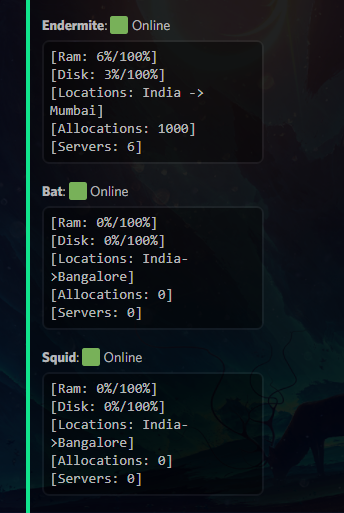 Endermite: Online
[Ram: 6%/100%]
[Disk: 3%/100%]
[Locations: India ->
Mumbai]
[Allocations: 1000]
[Servers: 6]
Bat: Online
[Ram: 0%/100%]
[Disk: 0%/100%]
[Locations: India-
>Bangalore]
[Allocations: 0]
[Servers: 0]
Squid: Online
[Ram: 0%/100%]
[Disk: 0%/100%]
[Locations: India-
>Bangalore]
[Allocations: 0]
[Servers: 0]